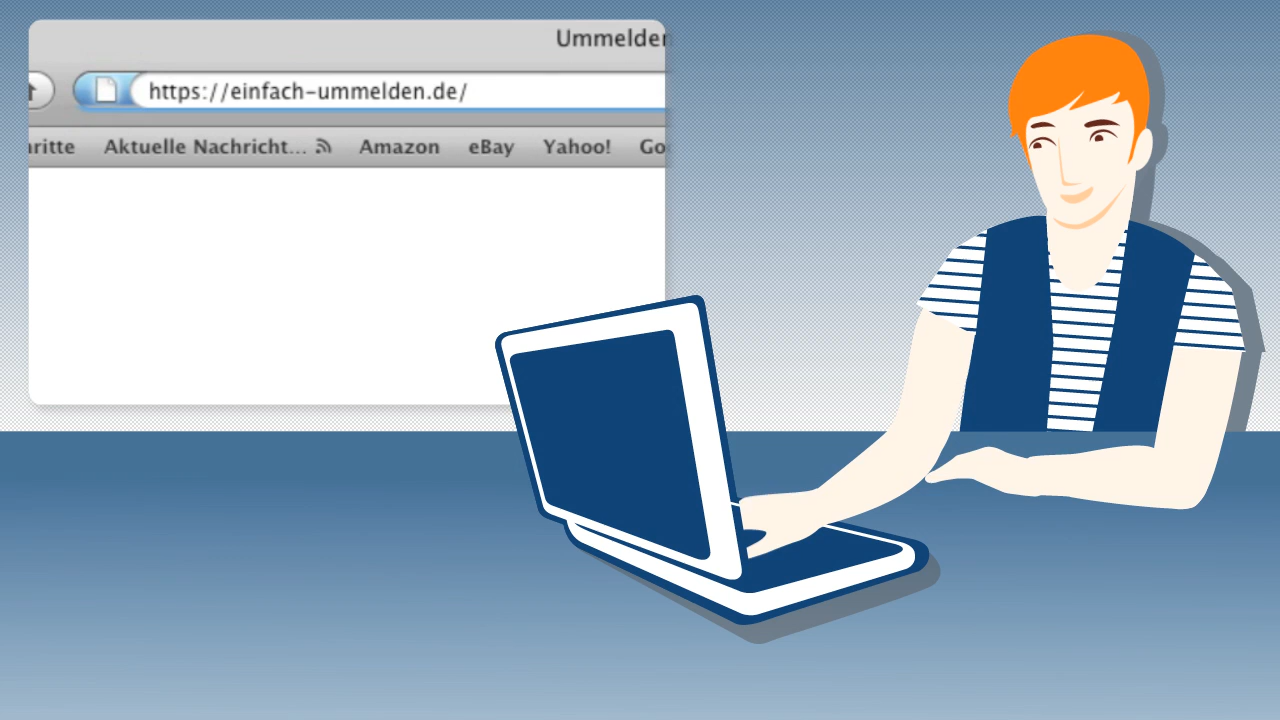 Ummelden
https://einfach-ummelden.de/
Aktuelle Nachricht... Amazon eBay Yahoo!